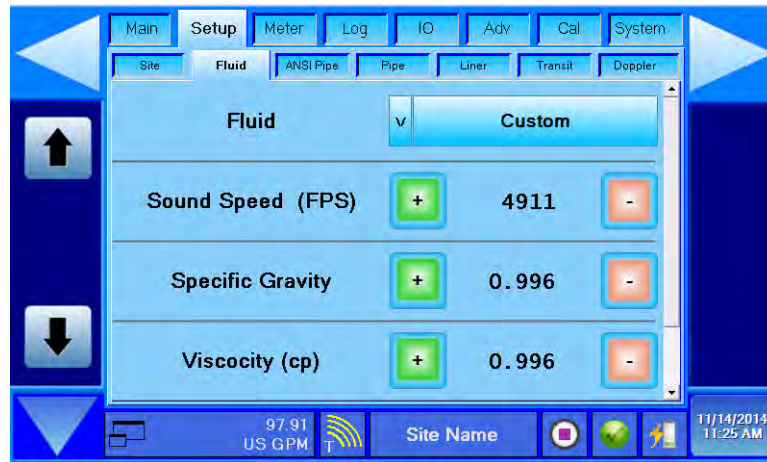 Main Setup Meter Log IO Adv Cal System
Site Fluid ANSI Pipe Pipe Liner Transit Doppler
Fluid v Custom
Sound Speed (FPS) + 4911 -
Specific Gravity + 0.996 -
Viscocity (cp) + 0.996 -
97.91
US GPM T Site Name
11/14/2014
11:25 AM